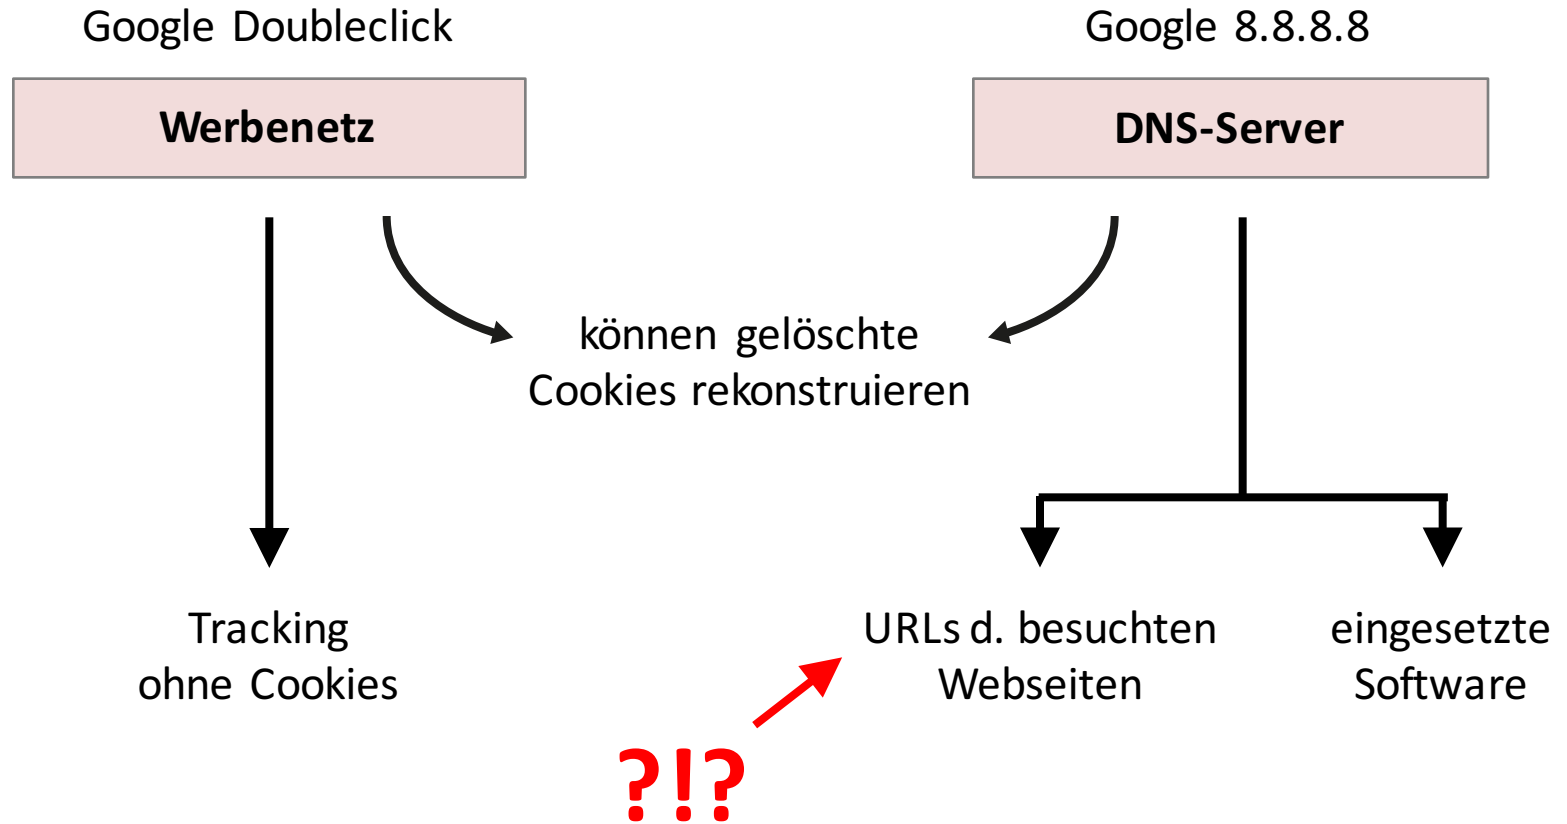 Google Doubleclick
Google 8.8.8.8
Werbenetz
DNS-Server
können gelöschte
Cookies rekonstruieren
Tracking
ohne Cookies
URLs d. besuchten
Webseiten
eingesetzte
Software
?!?